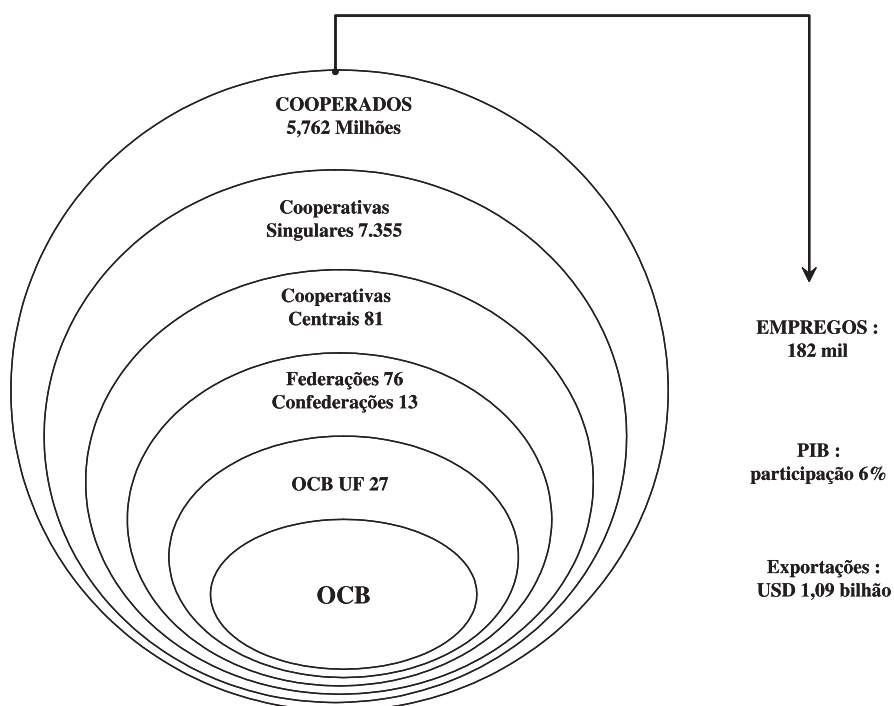 COOPERADOS
5,762 Milhões
Cooperativas
Singulares 7.355
Cooperativas
Centrais 81
Federações 76
Confederações 13
OCB UF 27
OCB
EMPREGOS :
182 mil
PIB :
participação 6%
Exportações :
USD 1,09 bilhão